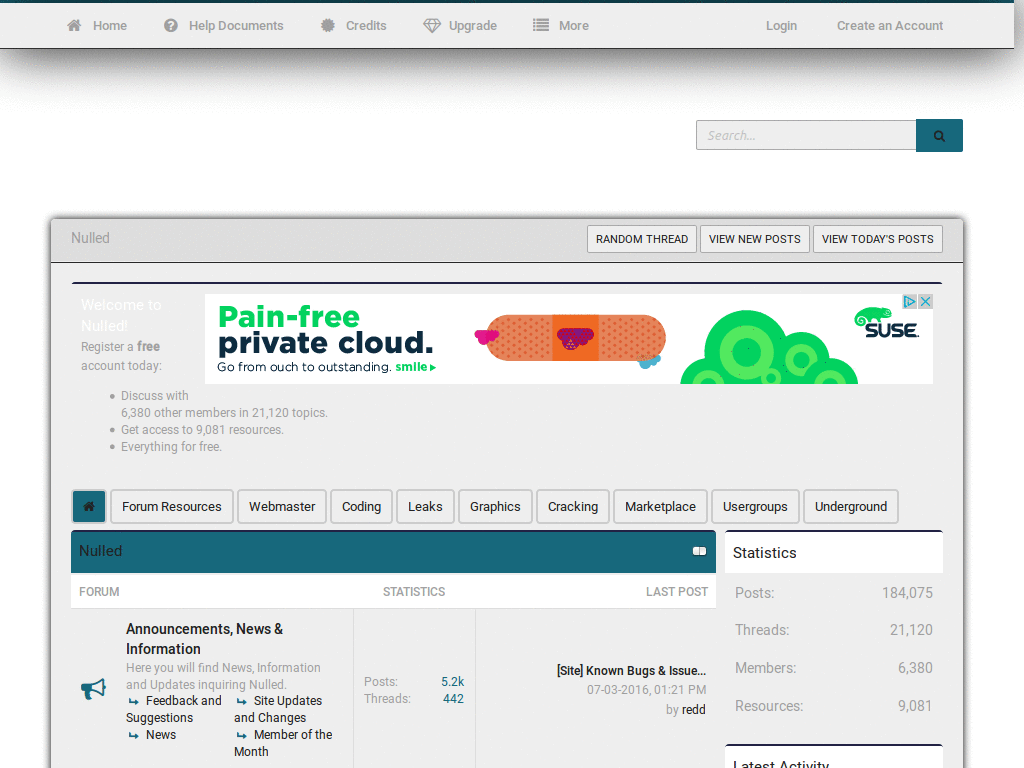 Home Help Documents Credits Upgrade More Login Create an Account
Search...
Nulled RANDOM THREAD VIEW NEW POSTS VIEW TODAY'S POSTS
Welcome to
Nulled!
Register a free
account today:
Pain-free
private cloud.
Go from ouch to outstanding. smile
SUSE
Discuss with
6,380 other members in 21,120 topics.
Get access to 9,081 resources.
Everything for free.
Forum Resources Webmaster Coding Leaks Graphics Cracking Marketplace Usergroups Underground
Nulled
FORUM STATISTICS LAST POST
Announcements, News &
Information
Here you will find News, Information
and Updates inquiring Nulled.
Feedback and
Suggestions
Site Updates
and Changes
News
Member of the
Month
Posts: 5.2k
Threads: 442
[Site] Known Bugs & Issue...
07-03-2016, 01:21 PM
by redd
Statistics
Posts: 184,075
Threads: 21,120
Members: 6,380
Resources: 9,081
Latest Activity